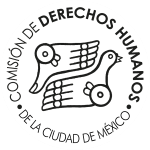 COMISIÓN DE DERECHOS HUMANOS
• DE LA CIUDAD DE MÉXICO •